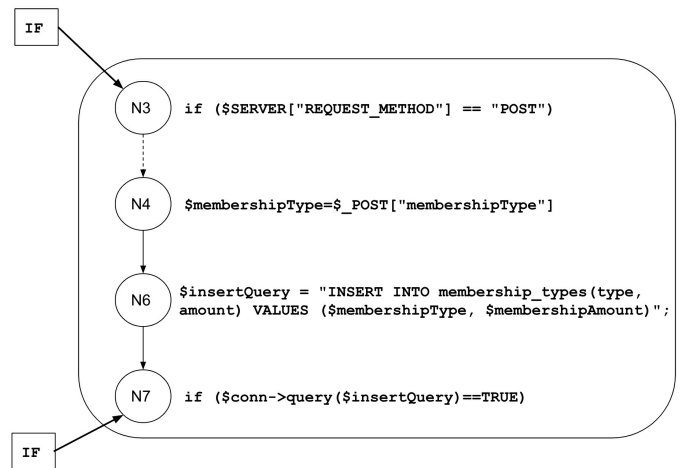 IF
N3 if ($SERVER["REQUEST_METHOD"] == "POST")
N4 $membershipType=$_POST["membershipType"]
N6 $insertQuery = "INSERT INTO membership_types(type,
amount) VALUES ($membershipType, $membershipAmount)";
N7 if ($conn->query($insertQuery)==TRUE)
IF